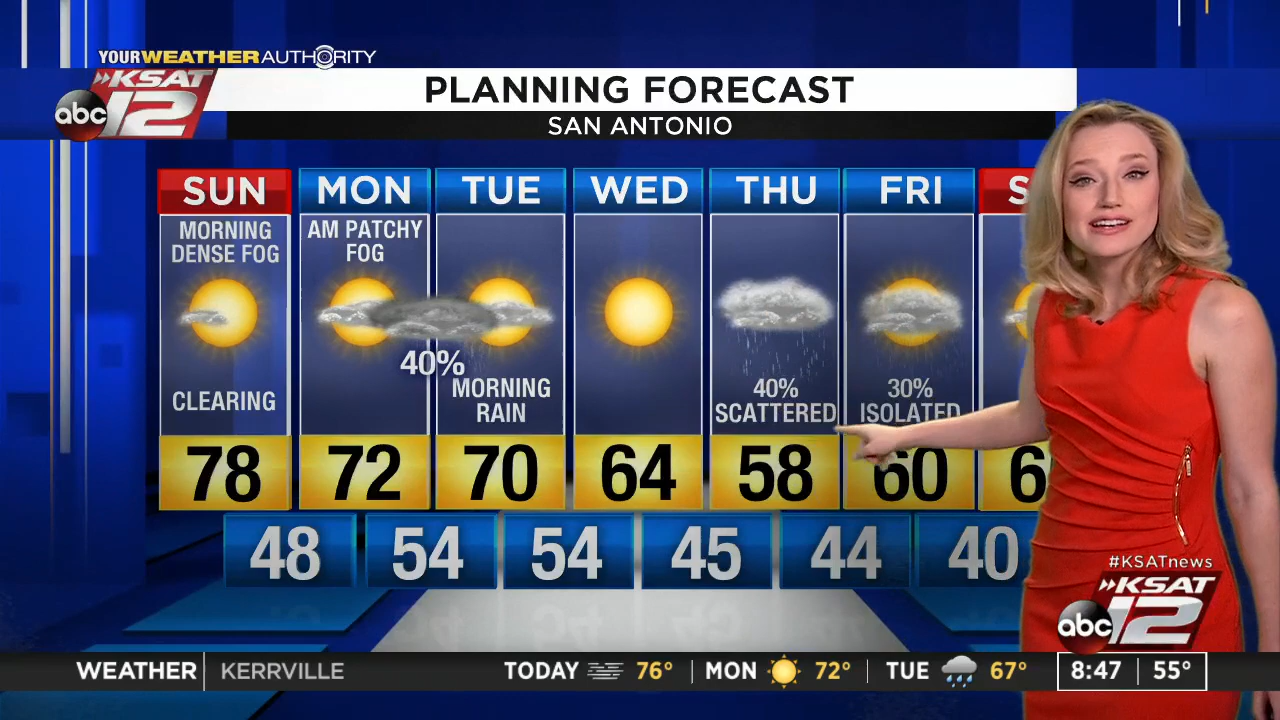 YOURWEATHERAUTHORITY
KSAT
abc 12
PLANNING FORECAST
SAN ANTONIO
SUN MON TUE WED THU FRI S
MORNING
DENSE FOG
AM PATCHY
FOG
40%
CLEARING
MORNING
RAIN
40%
SCATTERED
30%
ISOLATED
78 72 70 64 58 60 6
48 54 54 45 44 40
#KSATnews
KSAT
abc 12
WEATHER KERRVILLE TODAY 76° MON 72° TUE 67° 8:47 55°